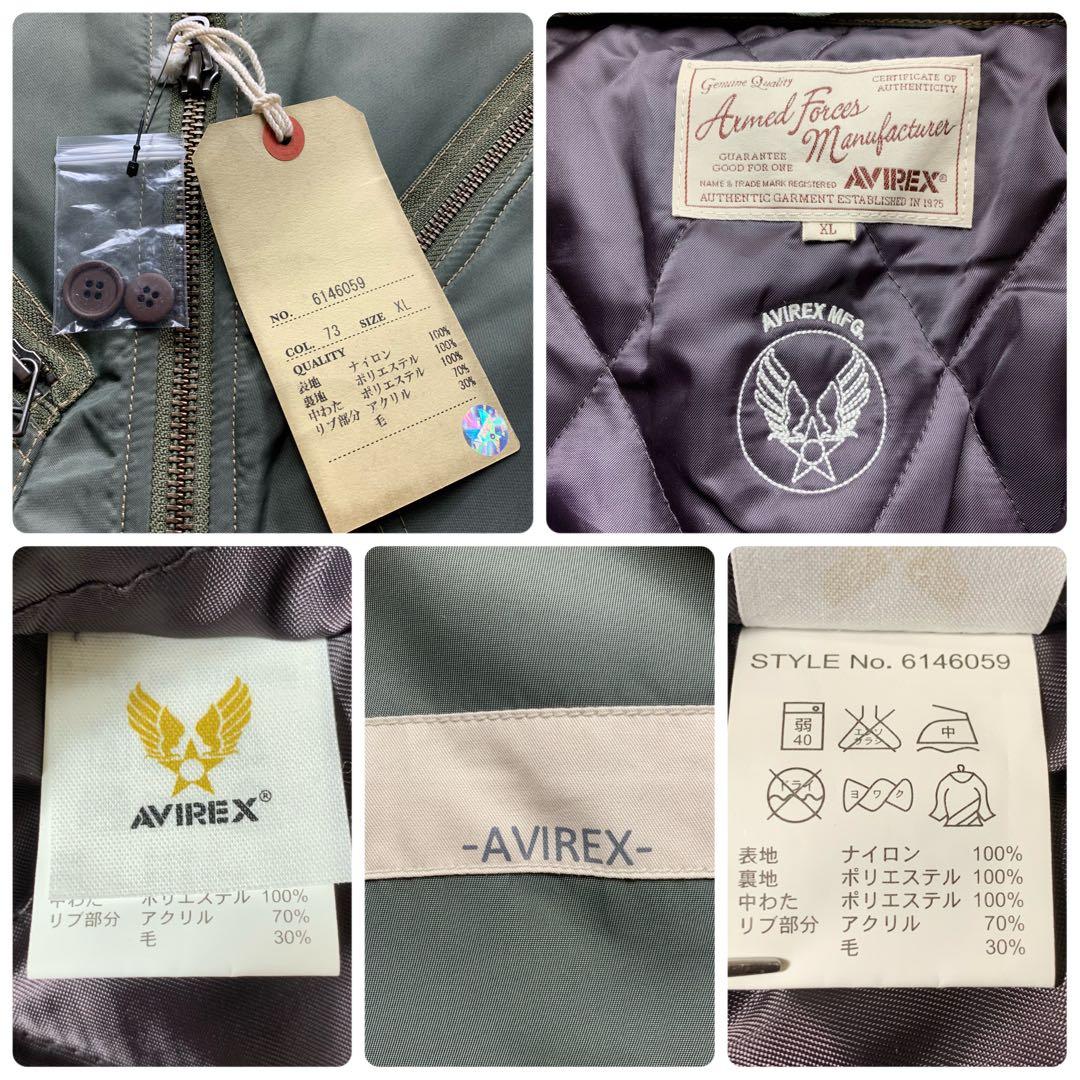 NO. 6146059
COL. 73 SIZE XL
QUALITY
表地 ナイロン 100%
裏地 ポリエステル 100%
中わた ポリエステル 100%
リブ部分 アクリル 70%
毛 30%
Genuine Quality
CERTIFICATE OF
AUTHENTICITY
Armed Forces
Manufacturer
GUARANTEE
GOOD FOR ONE
NAME & TRADE MARK REGISTERED AVIREX®
AUTHENTIC GARMENT ESTABLISHED IN 1975
XL
AVIREX MFG.
AVIREX®
中わた ポリエステル 100%
リブ部分 アクリル 70%
毛 30%
-AVIREX-
STYLE No. 6146059
弱
40
エンソ
サラシ
中
ドライ
ヨワク
表地 ナイロン 100%
裏地 ポリエステル 100%
中わた ポリエステル 100%
リブ部分 アクリル 70%
毛 30%